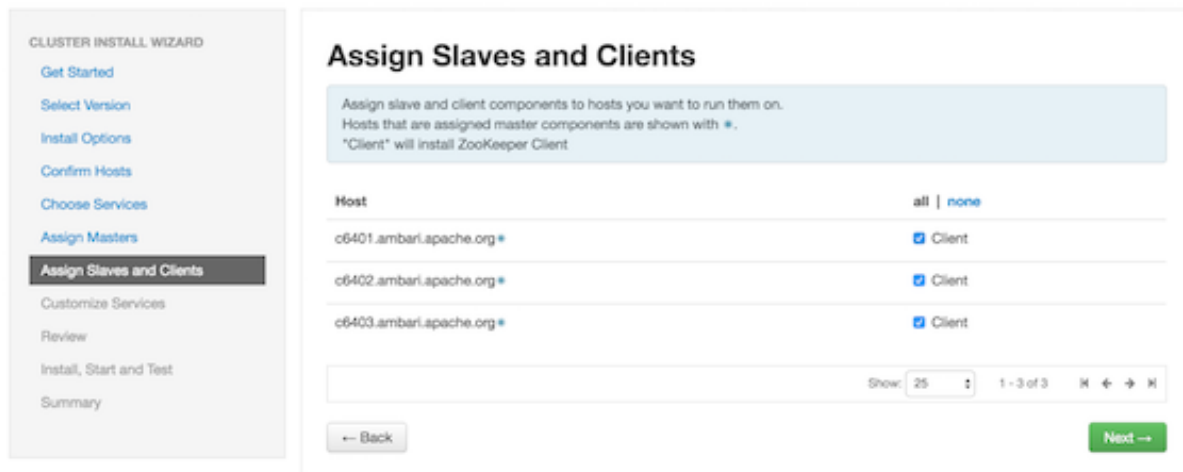 CLUSTER INSTALL WIZARD
Get Started
Select Version
Install Options
Confirm Hosts
Choose Services
Assign Masters
Assign Slaves and Clients
Customize Services
Review
Install, Start and Test
Summary
Assign Slaves and Clients
Assign slave and client components to hosts you want to run them on.
Hosts that are assigned master components are shown with ✵.
"Client" will install ZooKeeper Client
Host all | none
c6401.ambari.apache.org✵ Client
c6402.ambari.apache.org✵ Client
c6403.ambari.apache.org✵ Client
Show: 25 1 - 3 of 3
← Back Next →